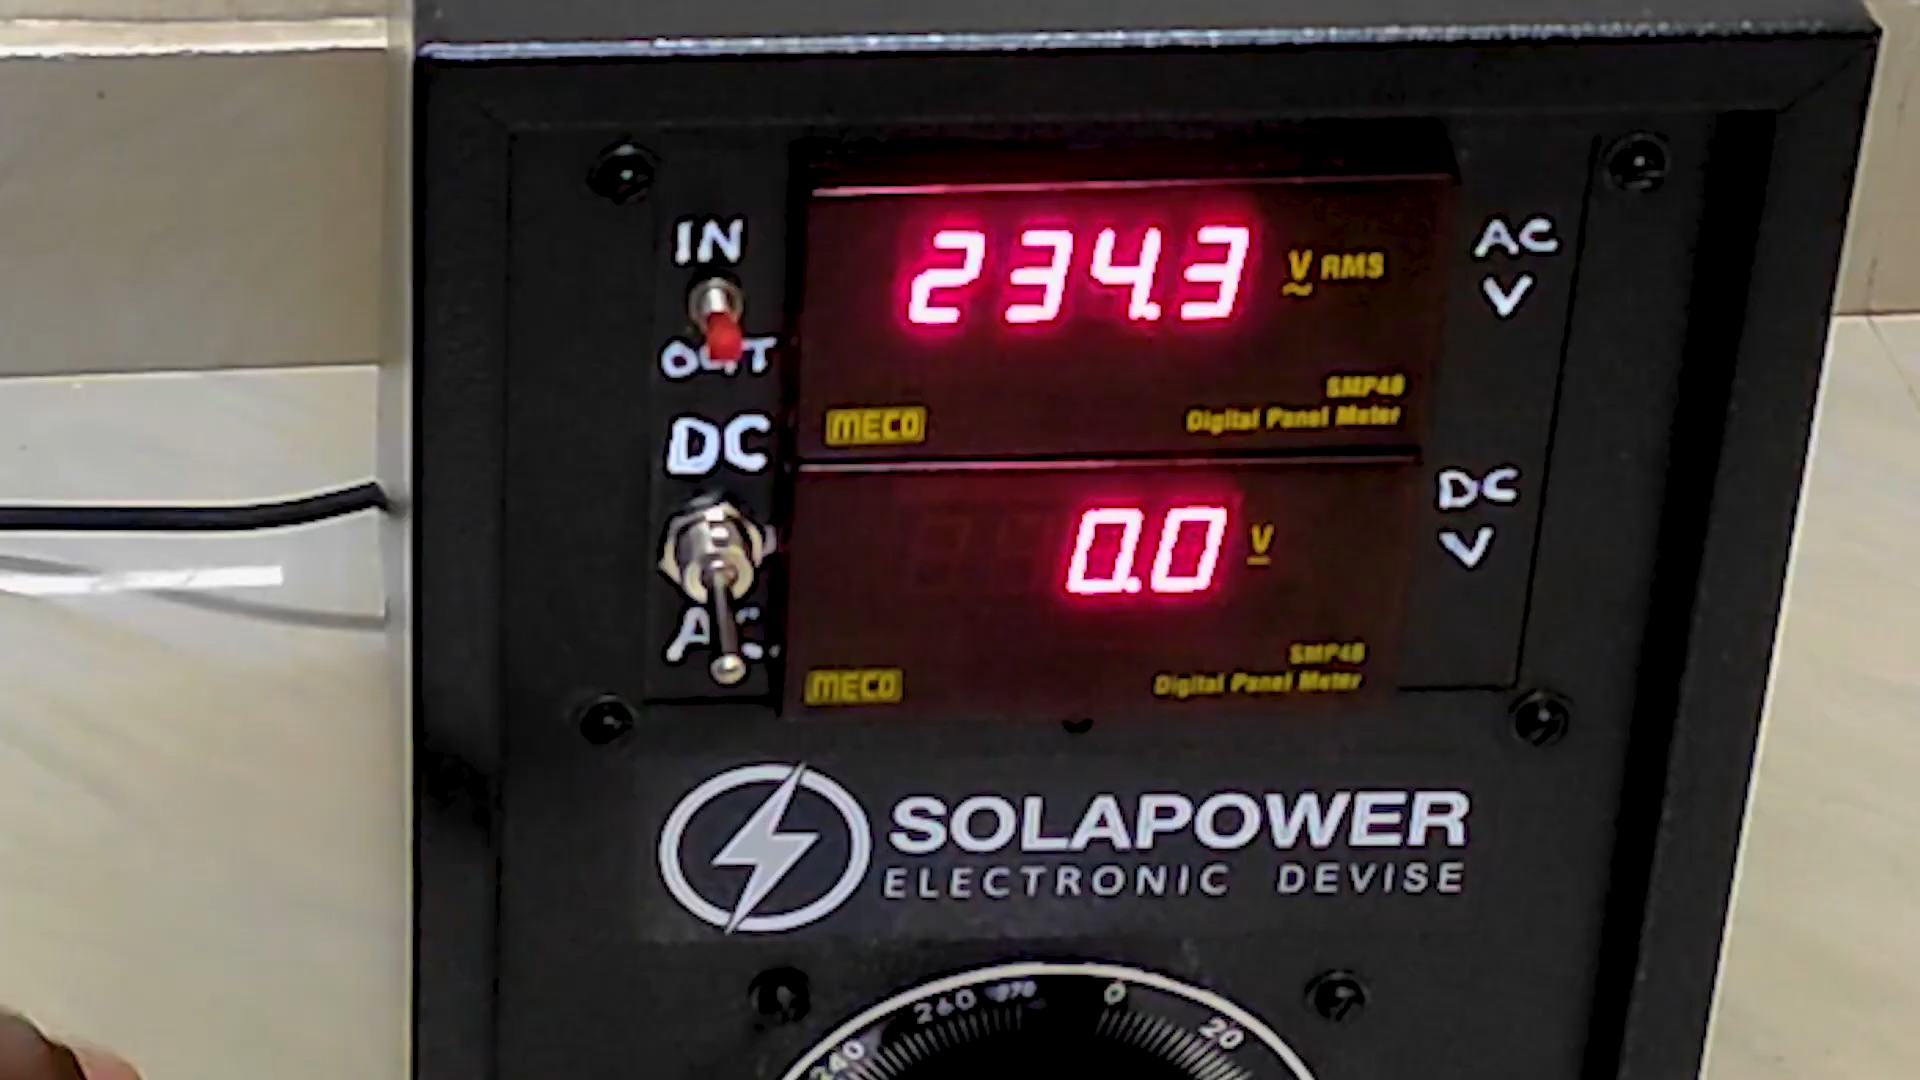 IN
234.3 V RMS
AC
V
OUT
SMP48
MECO Digital Panel Meter
DC
0.0 V
DC
V
AC
SMP48
MECO Digital Panel Meter
SOLAPOWER
ELECTRONIC DEVISE
240 260 270 0 20